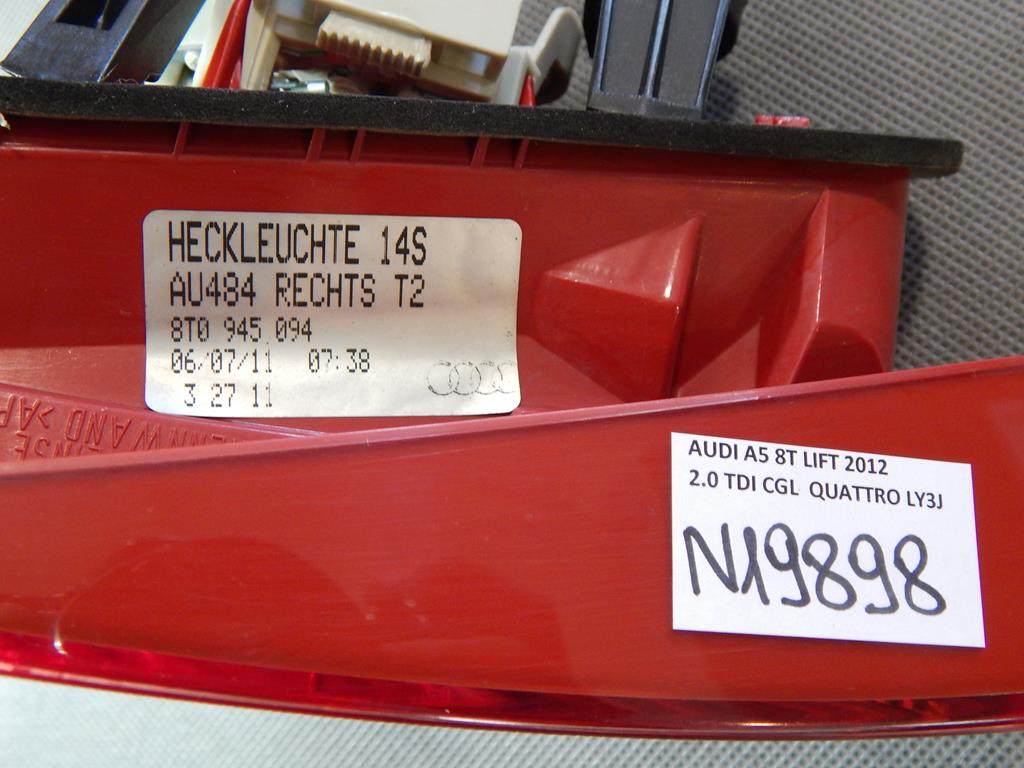 HECKLEUCHTE 14S
AU484 RECHTS T2
8T0 945 094
06/07/11 07:38
3 27 11
AUDI A5 8T LIFT 2012
2.0 TDI CGL QUATTRO LY3J
N19898